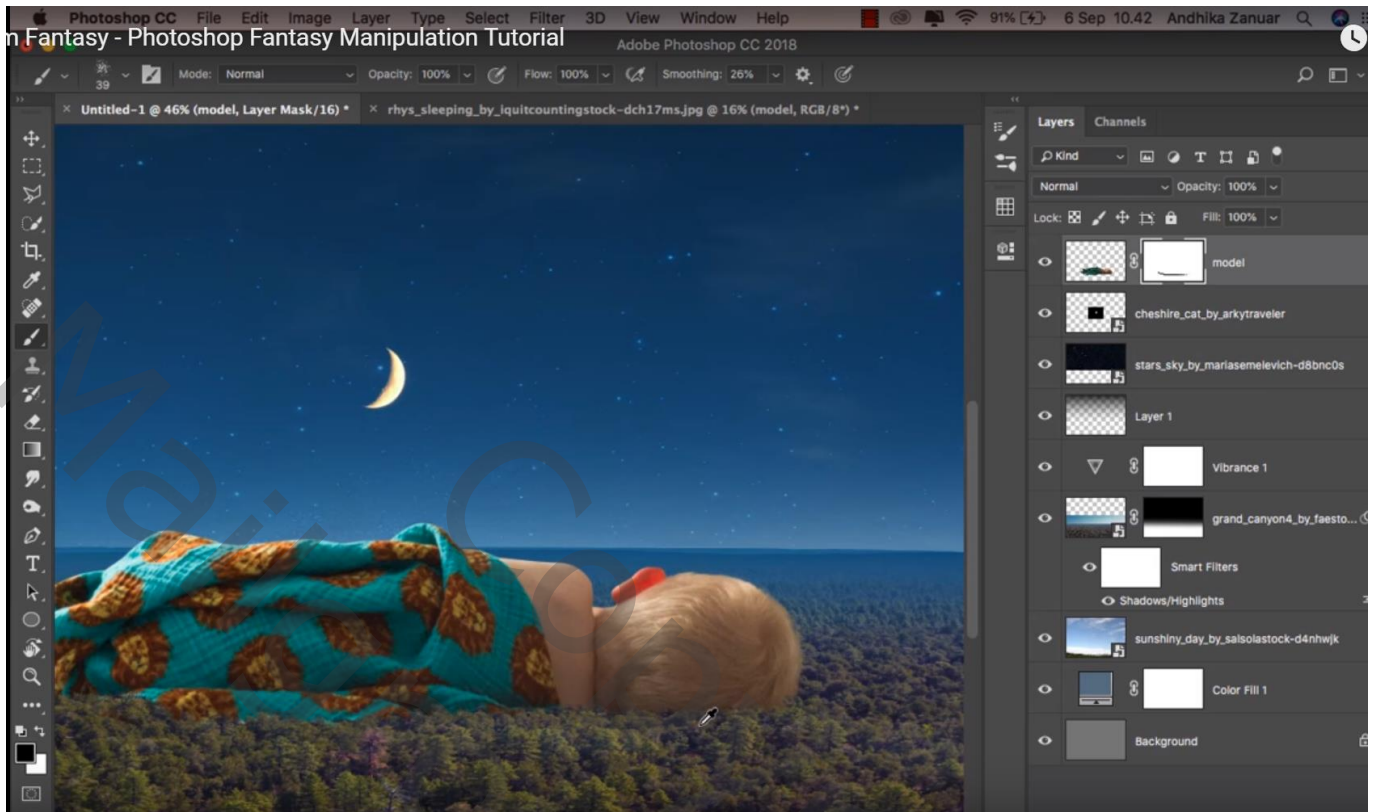 Photoshop CC File Edit Image Layer Type Select Filter 3D View Window Help 91% 6 Sep 10.42 Andhika Zanuar
Fantasy - Photoshop Fantasy Manipulation Tutorial
Adobe Photoshop CC 2018
39 Mode: Normal Opacity: 100% Flow: 100% Smoothing: 26%
× Untitled-1 @ 46% (model, Layer Mask/16) * × rhys_sleeping_by_iquitcountingstock-dch17ms.jpg @ 16% (model, RGB/8*) *
Layers Channels
Kind
Normal Opacity: 100%
Lock: Fill: 100%
model
cheshire_cat_by_arkytraveler
stars_sky_by_mariasemelevich-d8bnc0s
Layer 1
Vibrance 1
grand_canyon4_by_faesto...
Smart Filters
Shadows/Highlights
sunshiny_day_by_salsolastock-d4nhwjk
Color Fill 1
Background